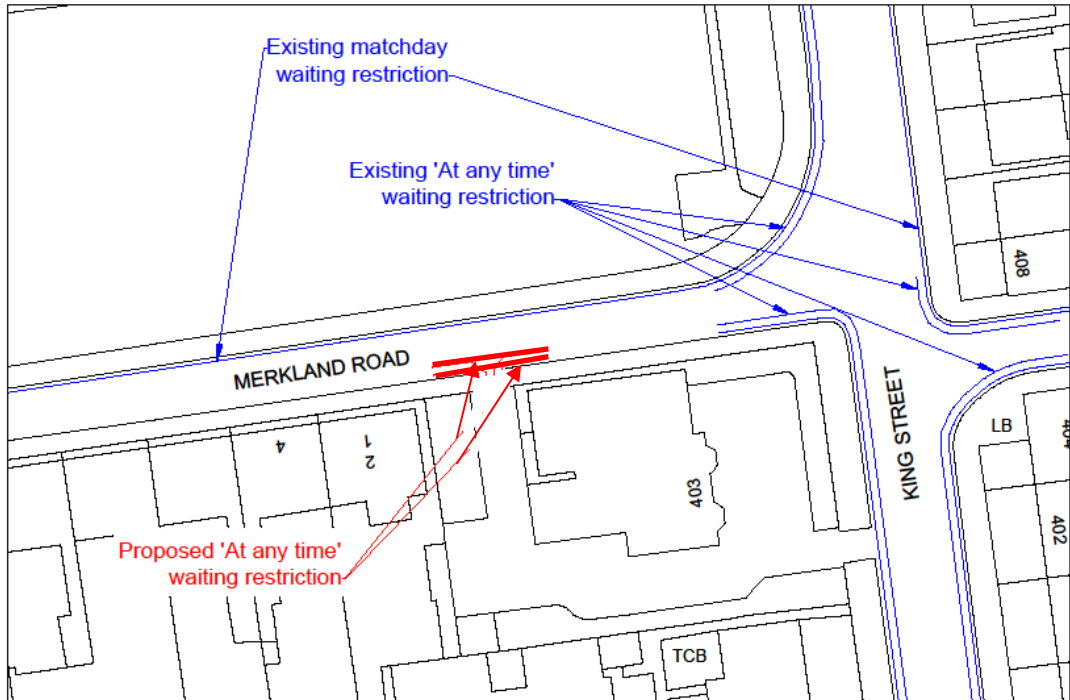 Existing matchday
waiting restriction
Existing 'At any time'
waiting restriction
408
MERKLAND ROAD
KING STREET
LB
404
4
1
2
403
402
Proposed 'At any time'
waiting restriction
TCB